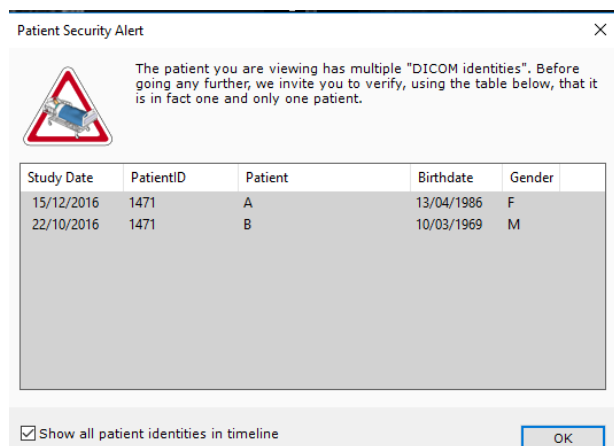 Patient Security Alert
The patient you are viewing has multiple "DICOM identities". Before
going any further, we invite you to verify, using the table below, that it
is in fact one and only one patient.
Study Date PatientID Patient Birthdate Gender
15/12/2016 1471 A 13/04/1986 F
22/10/2016 1471 B 10/03/1969 M
Show all patient identities in timeline
OK